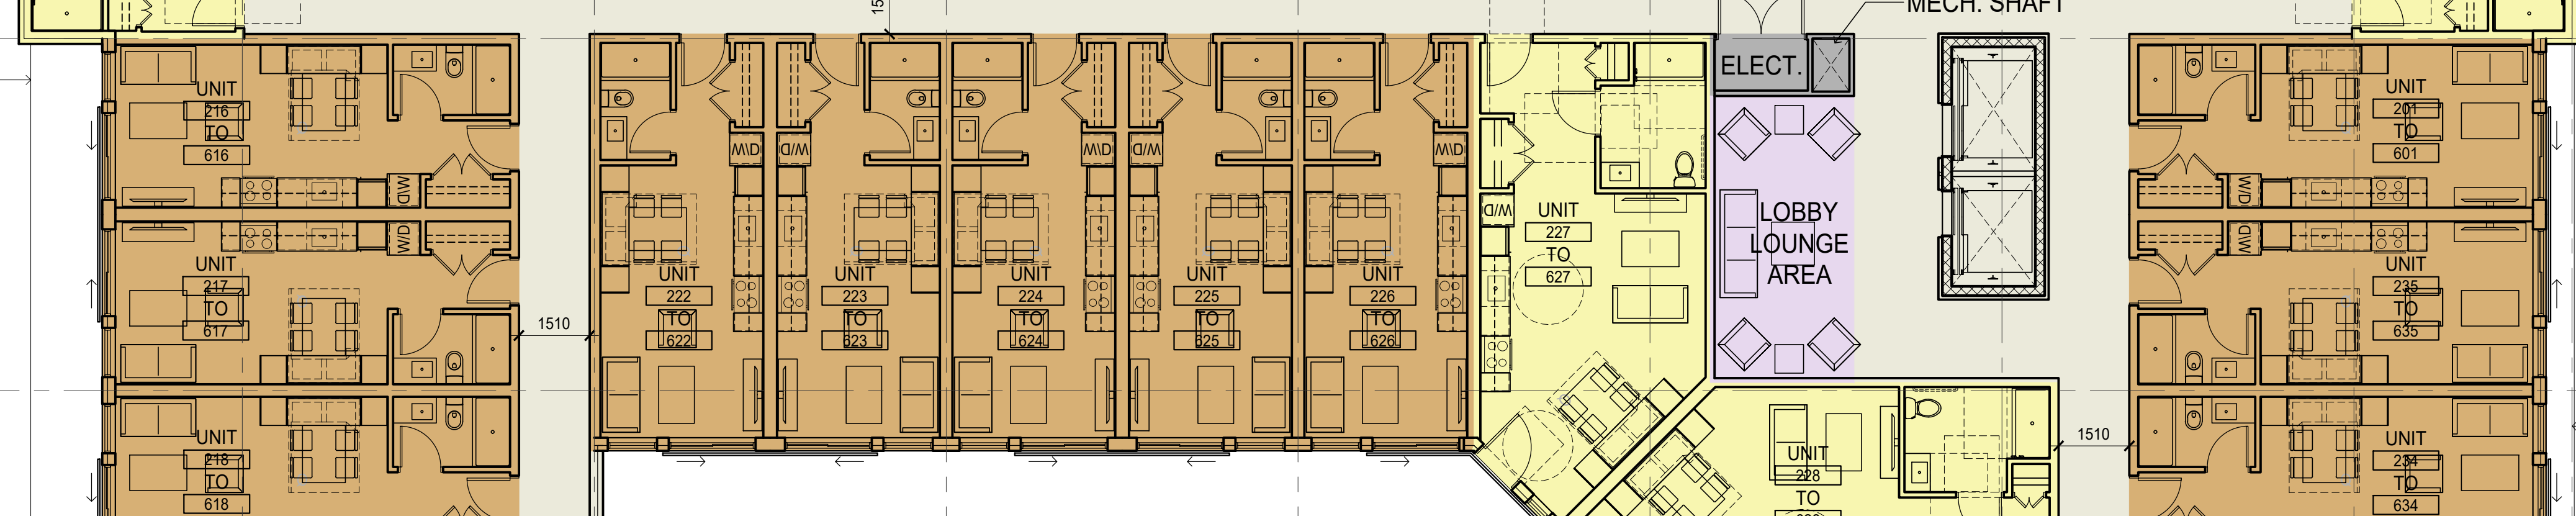 MECH. SHAFT
15
ELECT.
UNIT
216
TO
616
W/D
UNIT
217
TO
617
W/D
UNIT
218
TO
618
1510
W/D
UNIT
222
TO
622
W/D
UNIT
223
TO
623
W/D
UNIT
224
TO
624
W/D
UNIT
225
TO
625
W/D
UNIT
226
TO
626
W/D
UNIT
227
TO
627
LOBBY
LOUNGE
AREA
UNIT
228
TO
1510
UNIT
201
TO
601
W/D
UNIT
235
TO
635
W/D
UNIT
234
TO
634